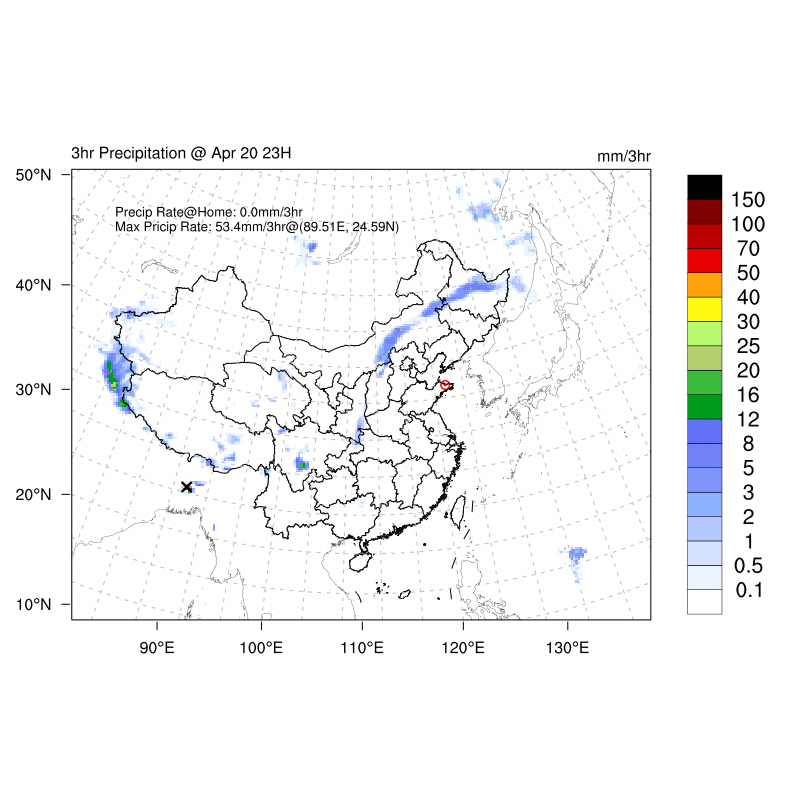 3hr Precipitation @ Apr 20 23H
mm/3hr
Precip Rate@Home: 0.0mm/3hr
Max Pricip Rate: 53.4mm/3hr@(89.51E, 24.59N)
50°N
40°N
30°N
20°N
10°N
90°E
100°E
110°E
120°E
130°E
150
100
70
50
40
30
25
20
16
12
8
5
3
2
1
0.5
0.1